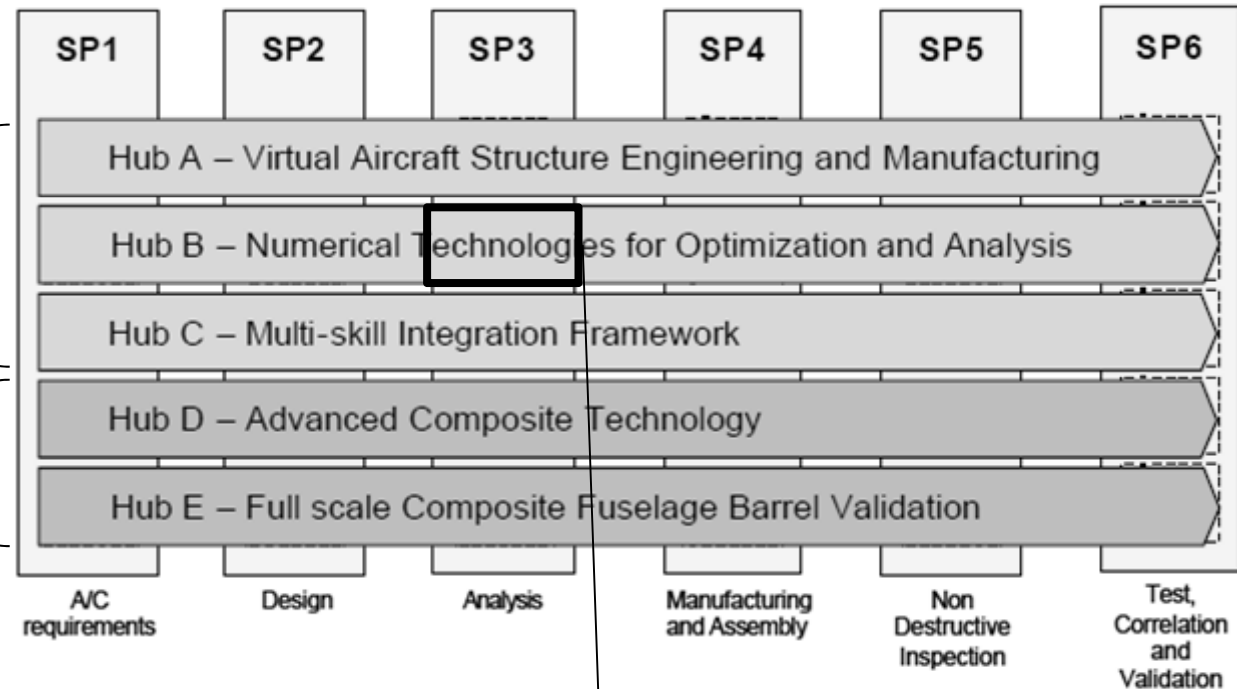 SP1
SP2
SP3
SP4
SP5
SP6
Hub A – Virtual Aircraft Structure Engineering and Manufacturing
Hub B – Numerical Technologies for Optimization and Analysis
Hub C – Multi-skill Integration Framework
Hub D – Advanced Composite Technology
Hub E – Full scale Composite Fuselage Barrel Validation
A/C
requirements
Design
Analysis
Manufacturing
and Assembly
Non
Destructive
Inspection
Test,
Correlation
and
Validation